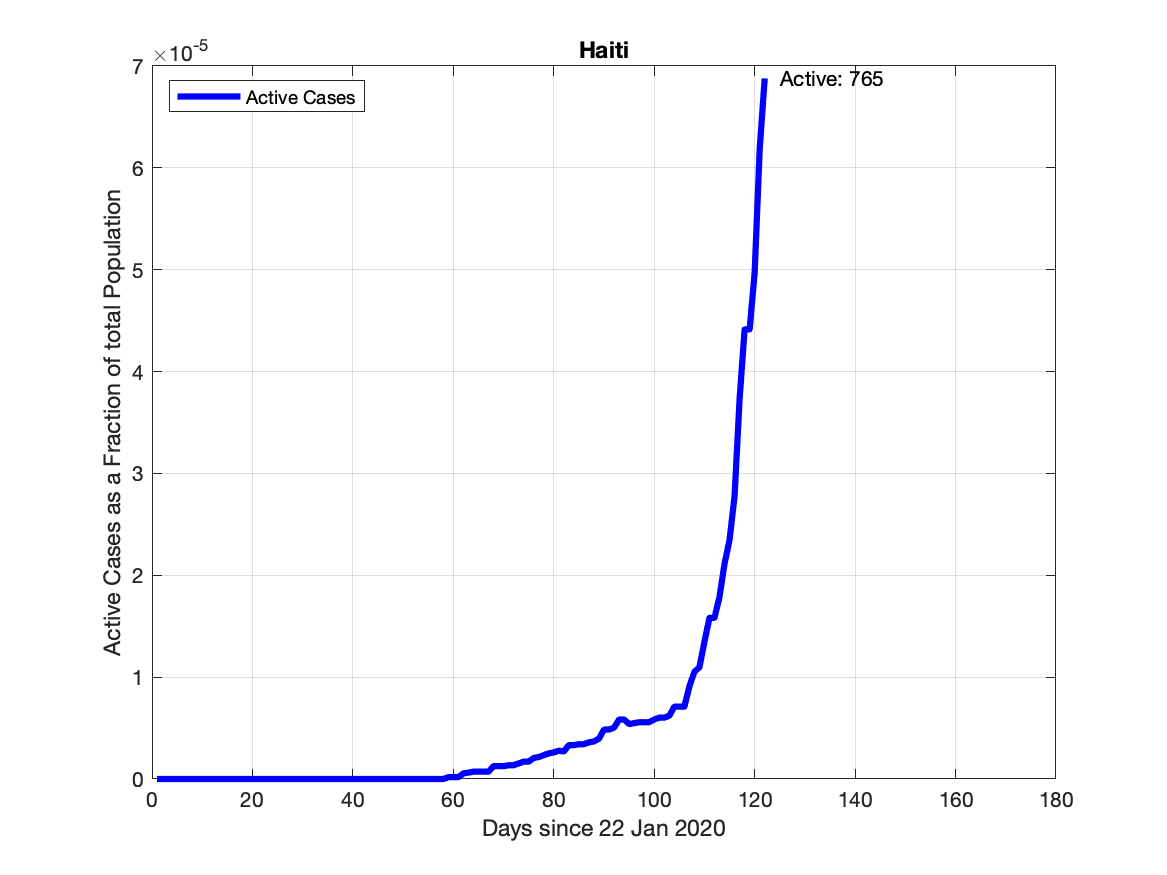 Haiti
×10-5
7
Active: 765
Active Cases
6
5
4
3
2
1
0
Active Cases as a Fraction of total Population
0 20 40 60 80 100 120 140 160 180
Days since 22 Jan 2020